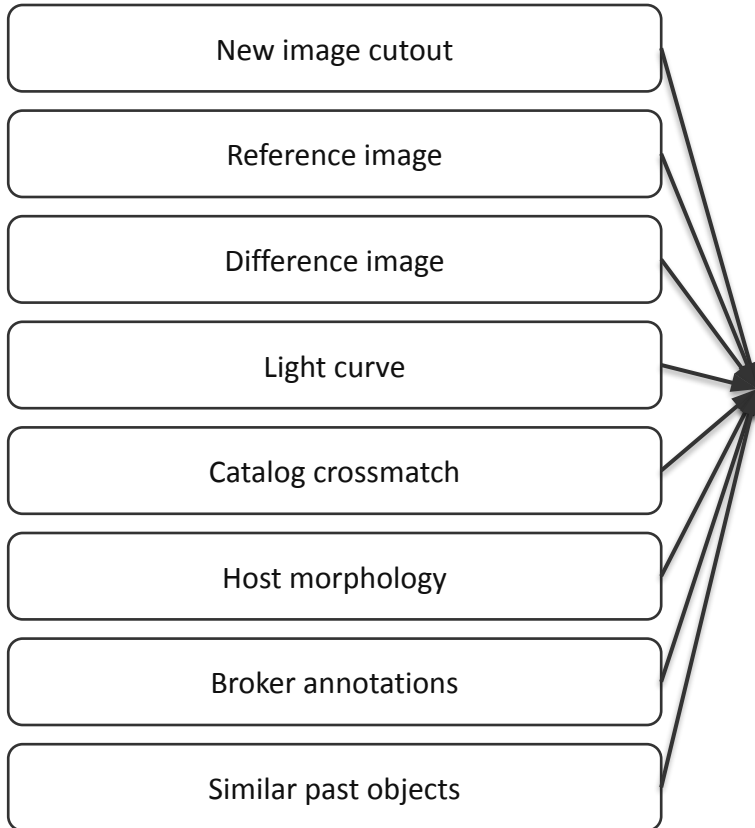 New image cutout
Reference image
Difference image
Light curve
Catalog crossmatch
Host morphology
Broker annotations
Similar past objects